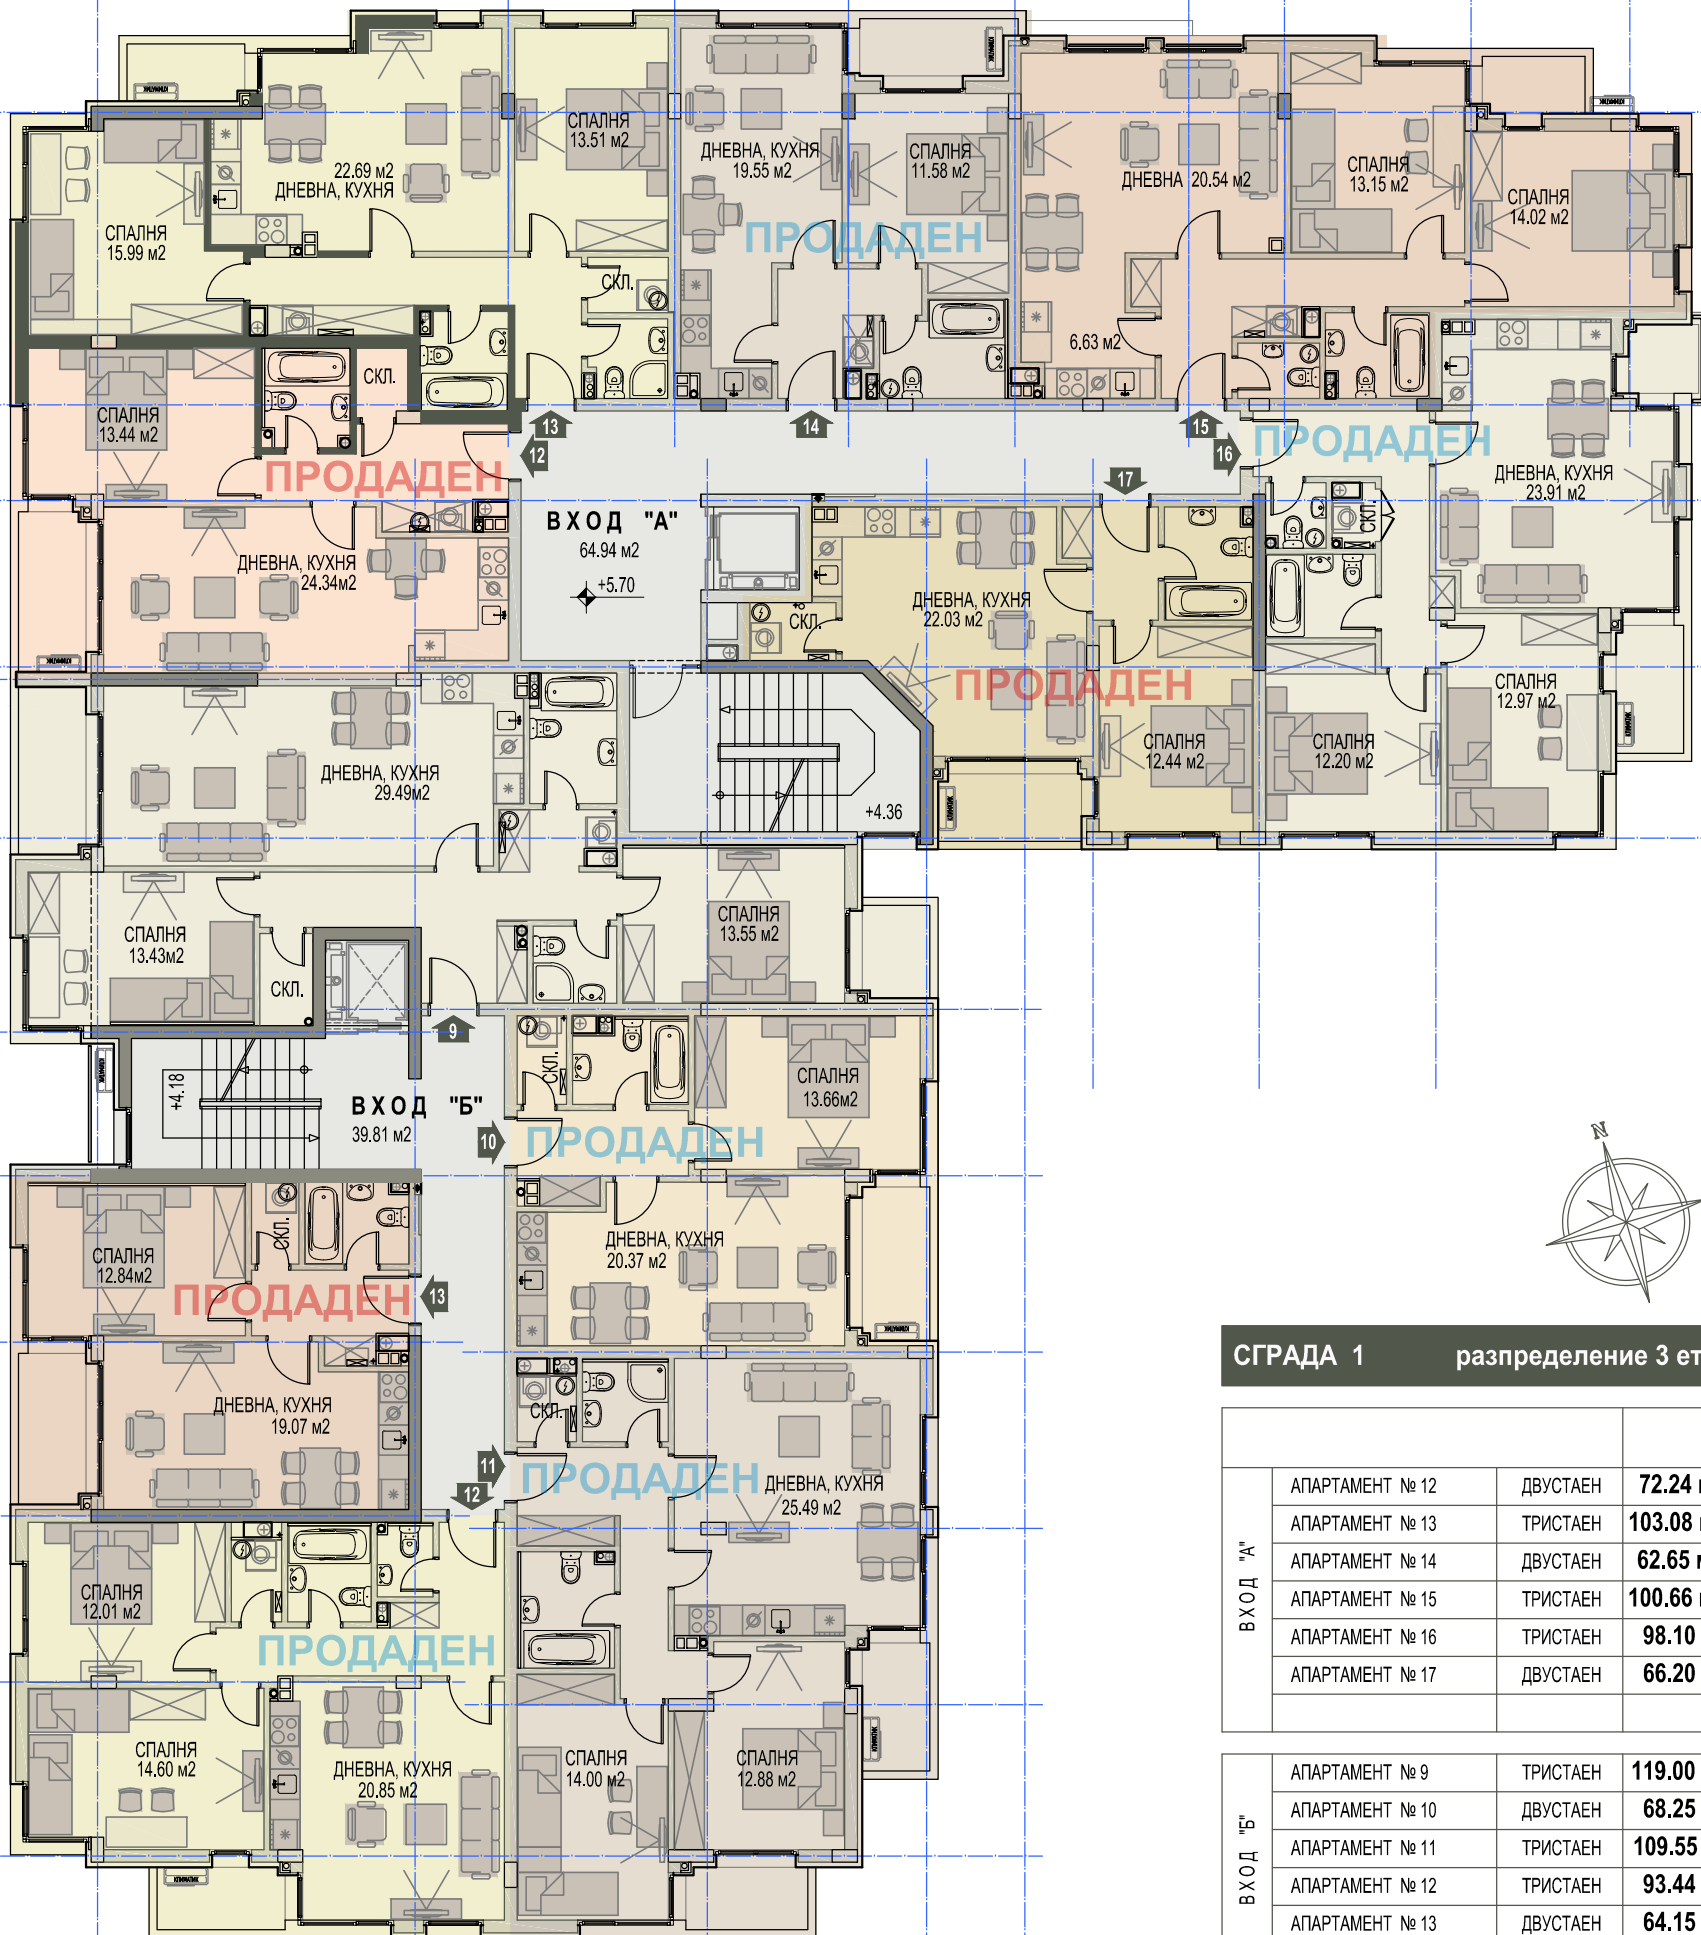 СПАЛНЯ
15.99 м2
22.69 м2
ДНЕВНА, КУХНЯ
СПАЛНЯ
13.51 м2
СКЛ.
ДНЕВНА, КУХНЯ
19.55 м2
СПАЛНЯ
11.58 м2
ПРОДАДЕН
ДНЕВНА 20.54 м2
6.63 м2
СПАЛНЯ
13.15 м2
СПАЛНЯ
14.02 м2
СПАЛНЯ
13.44 м2
СКЛ.
ПРОДАДЕН
ДНЕВНА, КУХНЯ
24.34м2
13
12
14
15
16
17
ВХОД "А"
64.94 м2
+5.70
ПРОДАДЕН
ДНЕВНА, КУХНЯ
23.91 м2
СКЛ.
СКЛ.
ДНЕВНА, КУХНЯ
22.03 м2
ПРОДАДЕН
СПАЛНЯ
12.44 м2
СПАЛНЯ
12.20 м2
СПАЛНЯ
12.97 м2
+4.36
ДНЕВНА, КУХНЯ
29.49м2
СПАЛНЯ
13.43м2
СКЛ.
СПАЛНЯ
13.55 м2
9
+4.18
ВХОД "Б"
39.81 м2
10
СКЛ.
ПРОДАДЕН
СПАЛНЯ
13.66м2
ДНЕВНА, КУХНЯ
20.37 м2
СПАЛНЯ
12.84м2
СКЛ.
ПРОДАДЕН
13
ДНЕВНА, КУХНЯ
19.07 м2
11
12
СКЛ.
ПРОДАДЕН
ДНЕВНА, КУХНЯ
25.49 м2
СПАЛНЯ
12.01 м2
ПРОДАДЕН
СПАЛНЯ
14.60 м2
ДНЕВНА, КУХНЯ
20.85 м2
СПАЛНЯ
14.00 м2
СПАЛНЯ
12.88 м2
КЛИМАТИК
N
СГРАДА 1 разпределение 3 ет
ВХОД "А"
АПАРТАМЕНТ № 12 ДВУСТАЕН 72.24
АПАРТАМЕНТ № 13 ТРИСТАЕН 103.08
АПАРТАМЕНТ № 14 ДВУСТАЕН 62.65
АПАРТАМЕНТ № 15 ТРИСТАЕН 100.66
АПАРТАМЕНТ № 16 ТРИСТАЕН 98.10
АПАРТАМЕНТ № 17 ДВУСТАЕН 66.20
ВХОД "Б"
АПАРТАМЕНТ № 9 ТРИСТАЕН 119.00
АПАРТАМЕНТ № 10 ДВУСТАЕН 68.25
АПАРТАМЕНТ № 11 ТРИСТАЕН 109.55
АПАРТАМЕНТ № 12 ТРИСТАЕН 93.44
АПАРТАМЕНТ № 13 ДВУСТАЕН 64.15